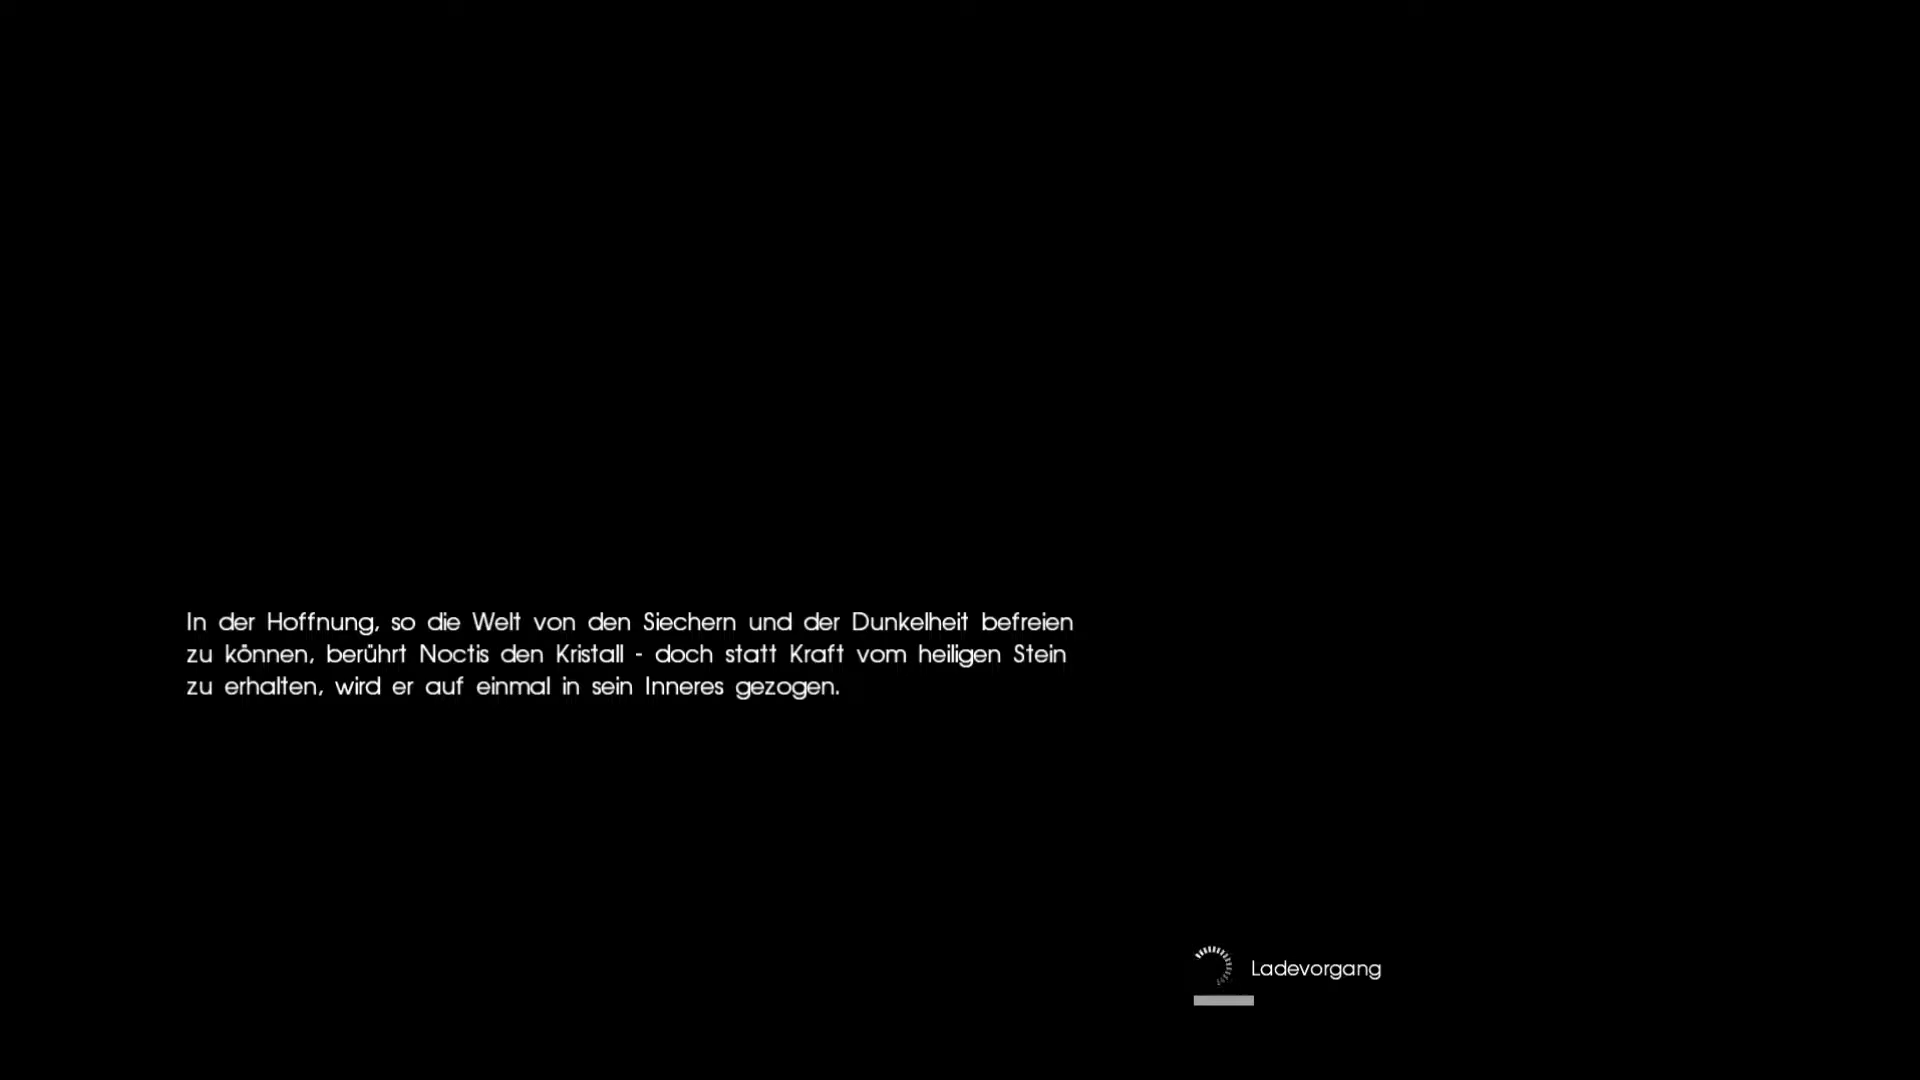 In der Hoffnung, so die Welt von den Siechern und der Dunkelheit befreien
zu können, berührt Noctis den Kristall - doch statt Kraft vom heiligen Stein
zu erhalten, wird er auf einmal in sein Inneres gezogen.
Ladevorgang